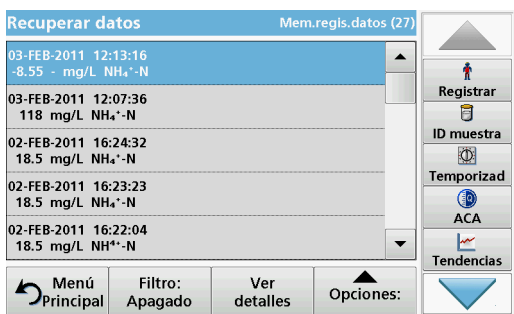 Recuperar datos
Mem.regis.datos (27)
03-FEB-2011 12:13:16
-8.55 - mg/L NH₄⁺-N
03-FEB-2011 12:07:36
118 mg/L NH₄⁺-N
02-FEB-2011 16:24:32
18.5 mg/L NH₄⁺-N
02-FEB-2011 16:23:23
18.5 mg/L NH₄⁺-N
02-FEB-2011 16:22:04
18.5 mg/L NH⁴⁺-N
Registrar
ID muestra
Temporizad
ACA
Tendencias
Menú
Principal
Filtro:
Apagado
Ver
detalles
Opciones: